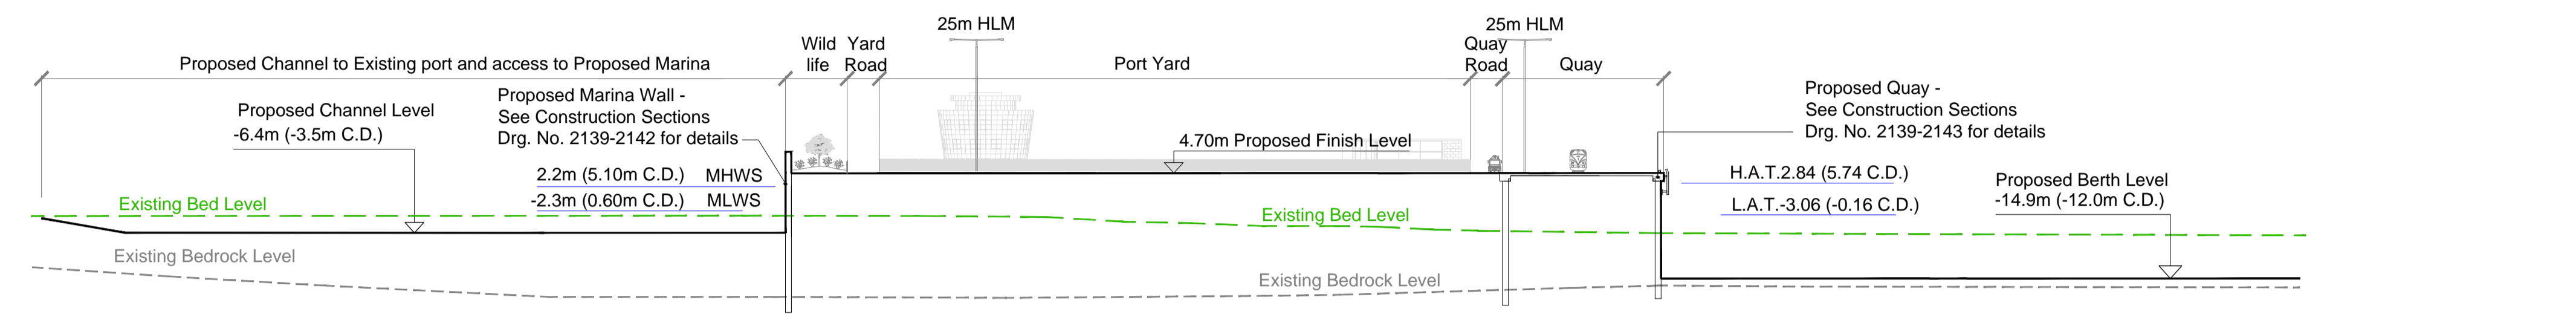 25m HLM
25m HLM
Wild
life
Yard
Road
Quay
Road
Proposed Channel to Existing port and access to Proposed Marina
Port Yard
Quay
Proposed Channel Level
-6.4m (-3.5m C.D.)
Proposed Marina Wall -
See Construction Sections
Drg. No. 2139-2142 for details
Proposed Quay -
See Construction Sections
Drg. No. 2139-2143 for details
4.70m Proposed Finish Level
2.2m (5.10m C.D.) MHWS
-2.3m (0.60m C.D.) MLWS
H.A.T.2.84 (5.74 C.D.)
L.A.T.-3.06 (-0.16 C.D.)
Proposed Berth Level
-14.9m (-12.0m C.D.)
Existing Bed Level
Existing Bed Level
Existing Bedrock Level
Existing Bedrock Level